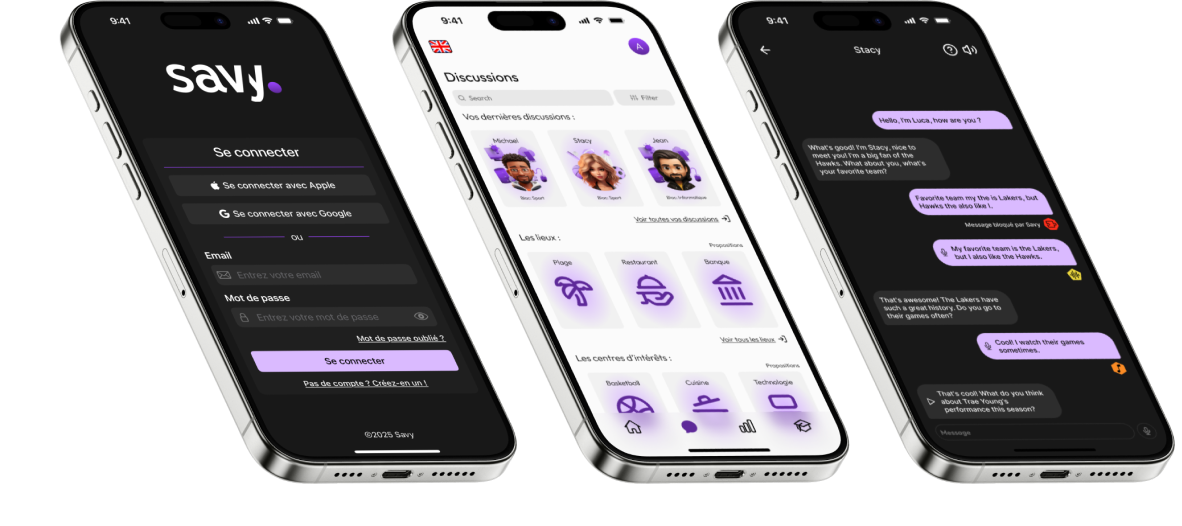 9:41
savy.
Se connecter
Se connecter avec Apple
G Se connecter avec Google
ou
Email
Entrez votre email
Mot de passe
Entrez votre mot de passe
Mot de passe oublié ?
Se connecter
Pas de compte ? Créez-en un !
©2025 Savy
9:41
A
Discussions
Search
Filter
Vos dernières discussions :
Michael
Stacy
Jean
Bloc Sport
Bloc Sport
Bloc Informatique
Voir toutes vos discussions
Les lieux :
Propositions
Plage
Restaurant
Banque
Voir tous les lieux
Les centres d'intérêts :
Propositions
Basketball
Cuisine
Technologie
9:41
Stacy
Hello, I'm Luca, how are you ?
What's good! I'm Stacy, nice to
meet you! I'm a big fan of the
Hawks. What about you, what's
your favorite team?
Favorite team my the is Lakers, but
Hawks the also like I.
Message bloqué par Savy
My favorite team is the Lakers,
but I also like the Hawks.
That's awesome! The Lakers have
such a great history. Do you go to
their games often?
Cool! I watch their games
sometimes.
That's cool! What do you think
about Trae Young's
performance this season?
Message